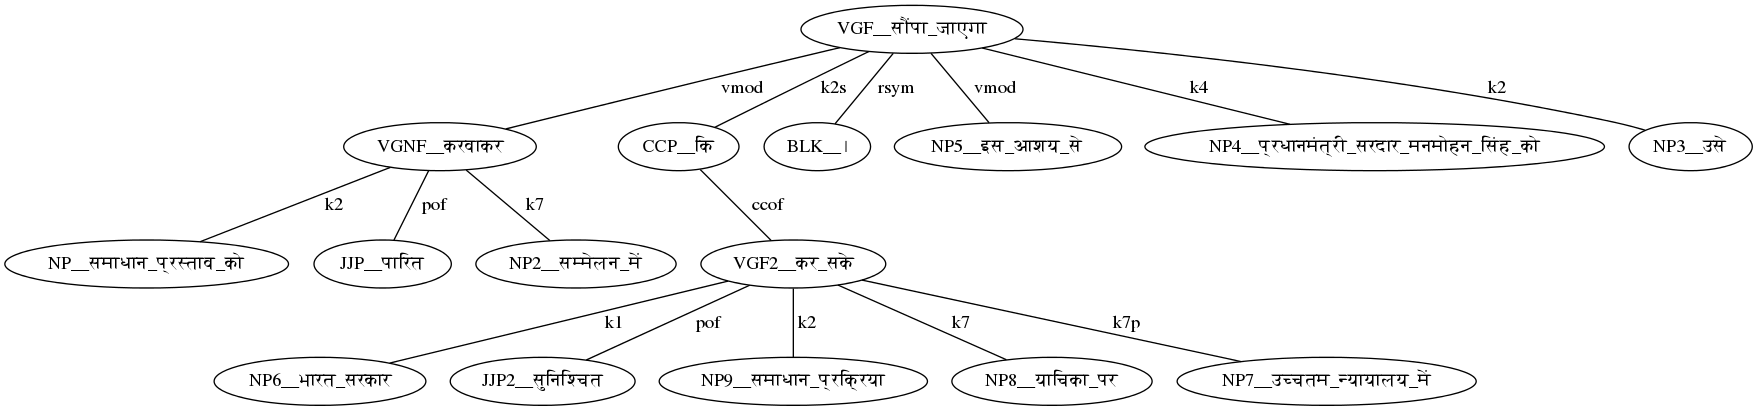 VGF__सौंपा_जाएगा
vmod k2s rsym vmod k4 k2
VGNF__करवाकर CCP__कि BLK__। NP5__इस_आशय_से NP4__प्रधानमंत्री_सरदार_मनमोहन_सिंह_को NP3__उसे
k2 pof k7 ccof
NP__समाधान_प्रस्ताव_को JJP__पारित NP2__सम्मेलन_में VGF2__कर_सके
k1 pof k2 k7 k7p
NP6__भारत_सरकार JJP2__सुनिश्चित NP9__समाधान_प्रक्रिया NP8__याचिका_पर NP7__उच्चतम_न्यायालय_में